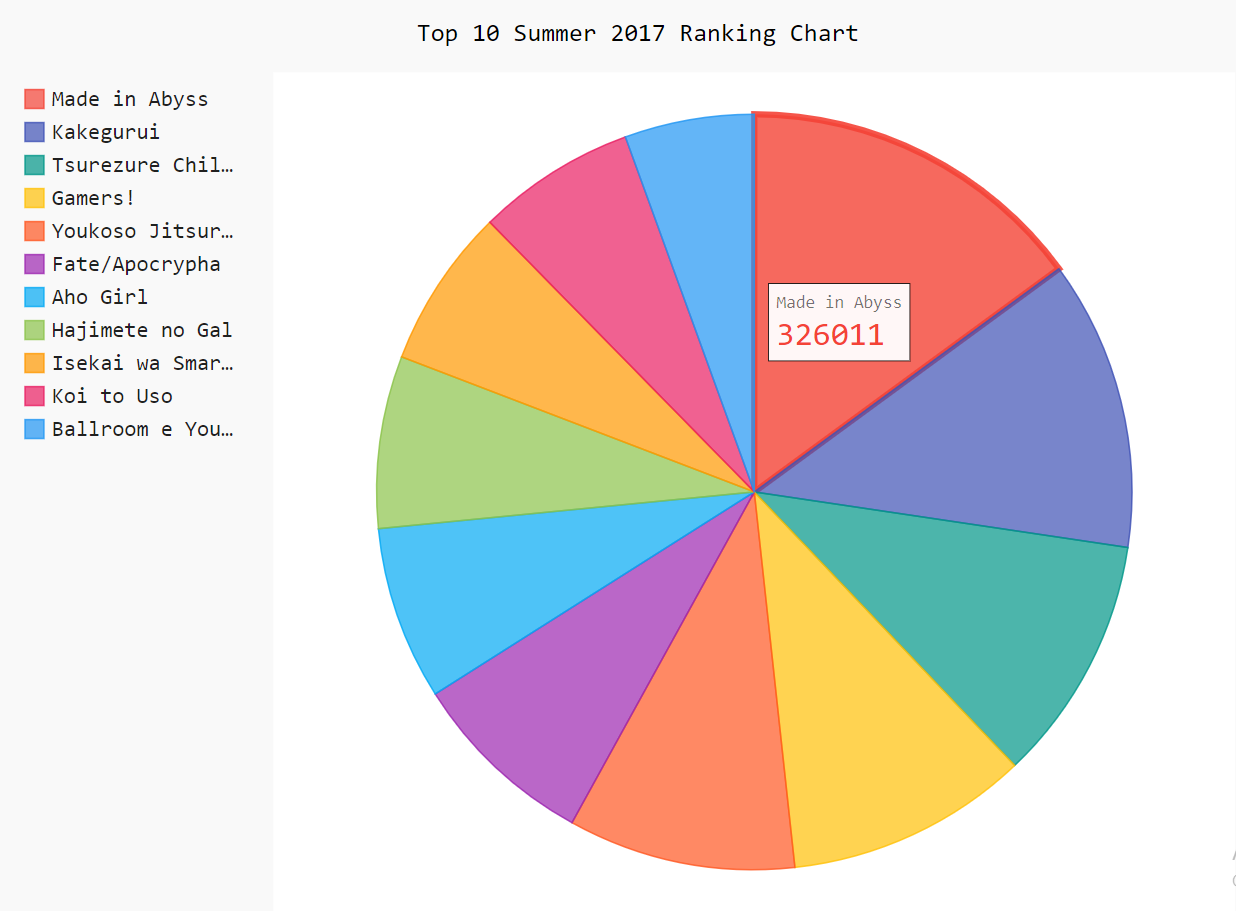 Top 10 Summer 2017 Ranking Chart
Made in Abyss
Kakegurui
Tsurezure Chil…
Gamers!
Youkoso Jitsur…
Fate/Apocrypha
Aho Girl
Hajimete no Gal
Isekai wa Smar…
Koi to Uso
Ballroom e You…
Made in Abyss
326011